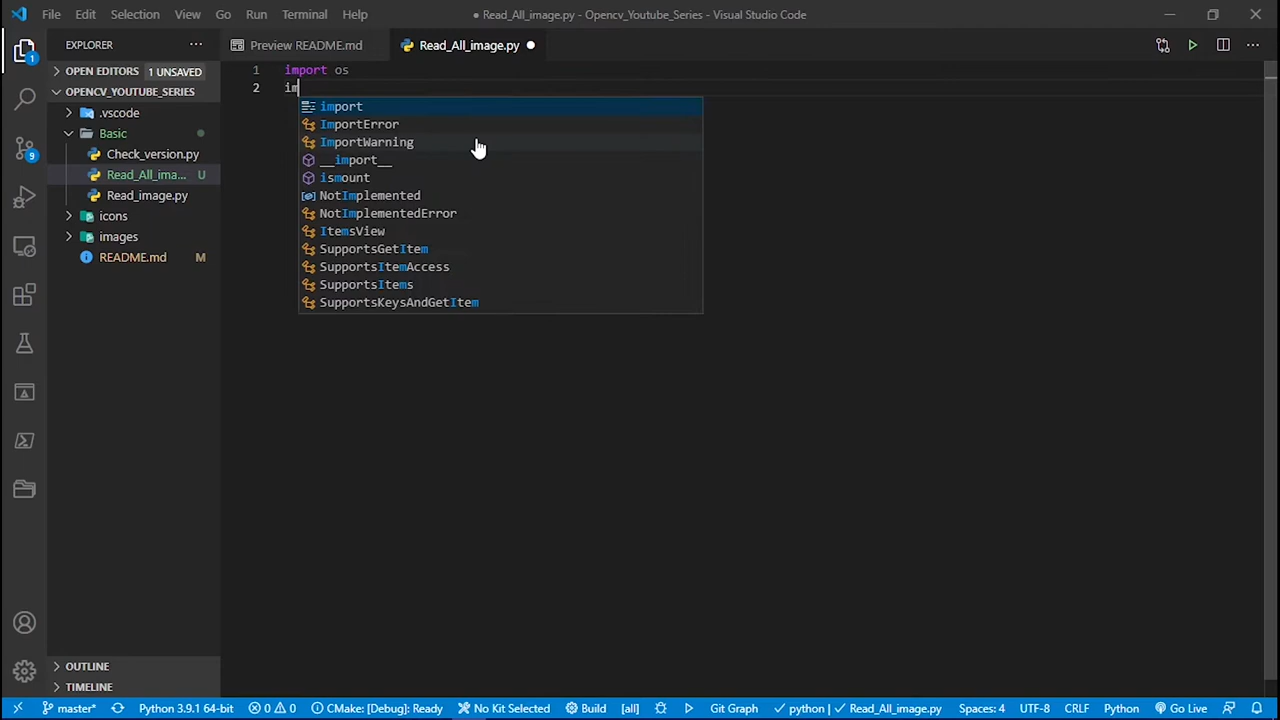 File Edit Selection View Go Run Terminal Help
● Read_All_image.py - Opencv_Youtube_Series - Visual Studio Code
EXPLORER
Preview README.md
Read_All_image.py
OPEN EDITORS
1 UNSAVED
OPENCV_YOUTUBE_SERIES
.vscode
Basic
Check_version.py
Read_All_ima... U
Read_image.py
icons
images
README.md M
1 import os
2 im
import
ImportError
ImportWarning
__import__
ismount
NotImplemented
NotImplementedError
ItemsView
SupportsGetItem
SupportsItemAccess
SupportsItems
SupportsKeysAndGetItem
1
9
OUTLINE
TIMELINE
master* Python 3.9.1 64-bit 0 0 CMake: [Debug]: Ready No Kit Selected Build [all] Git Graph python | Read_All_image.py Spaces: 4 UTF-8 CRLF Python Go Live